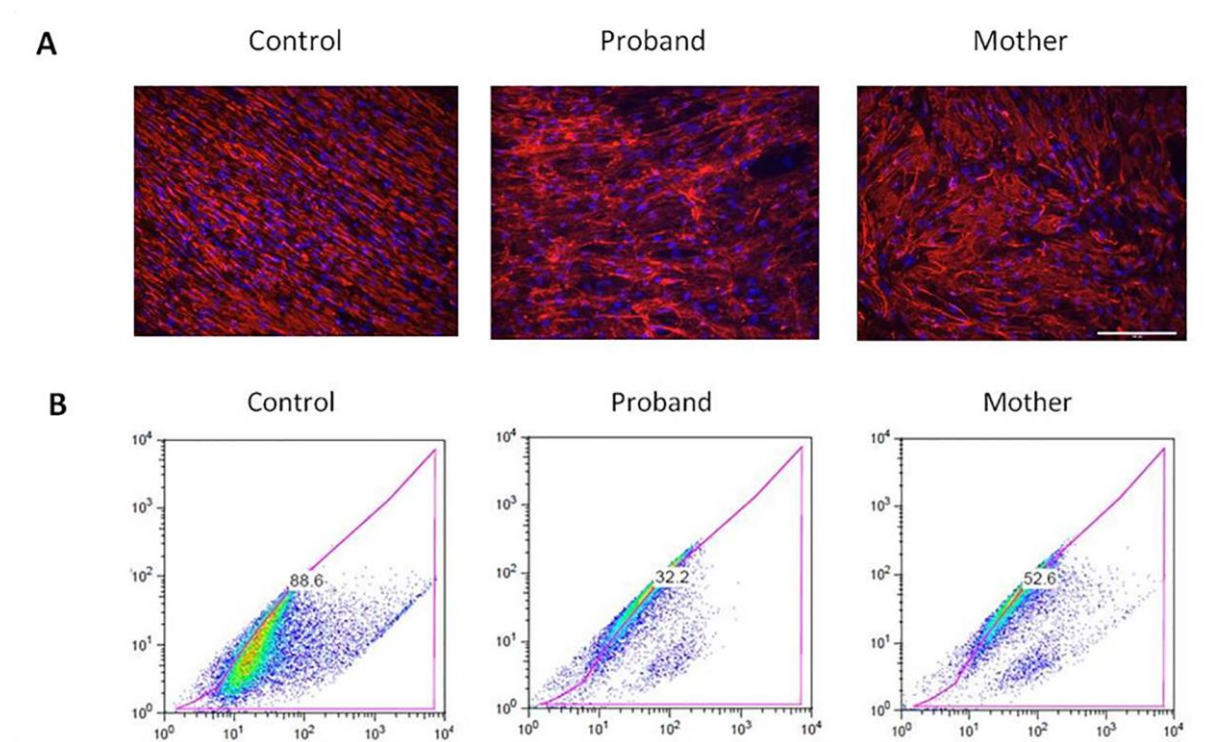 A
Control Proband Mother
B
Control Proband Mother
10⁴ 10⁴ 10⁴
10³ 10³ 10³
88.6 32.2 52.6
10² 10² 10²
10¹ 10¹ 10¹
10⁰ 10⁰ 10⁰
10⁰ 10¹ 10² 10³ 10⁴ 10⁰ 10¹ 10² 10³ 10⁴ 10⁰ 10¹ 10² 10³ 10⁴